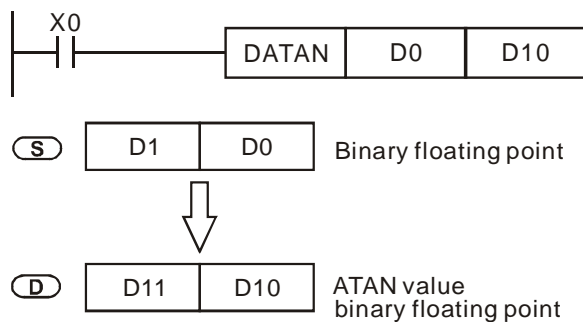 X0
DATAN D0 D10
S D1 D0 Binary floating point
D D11 D10 ATAN value
binary floating point